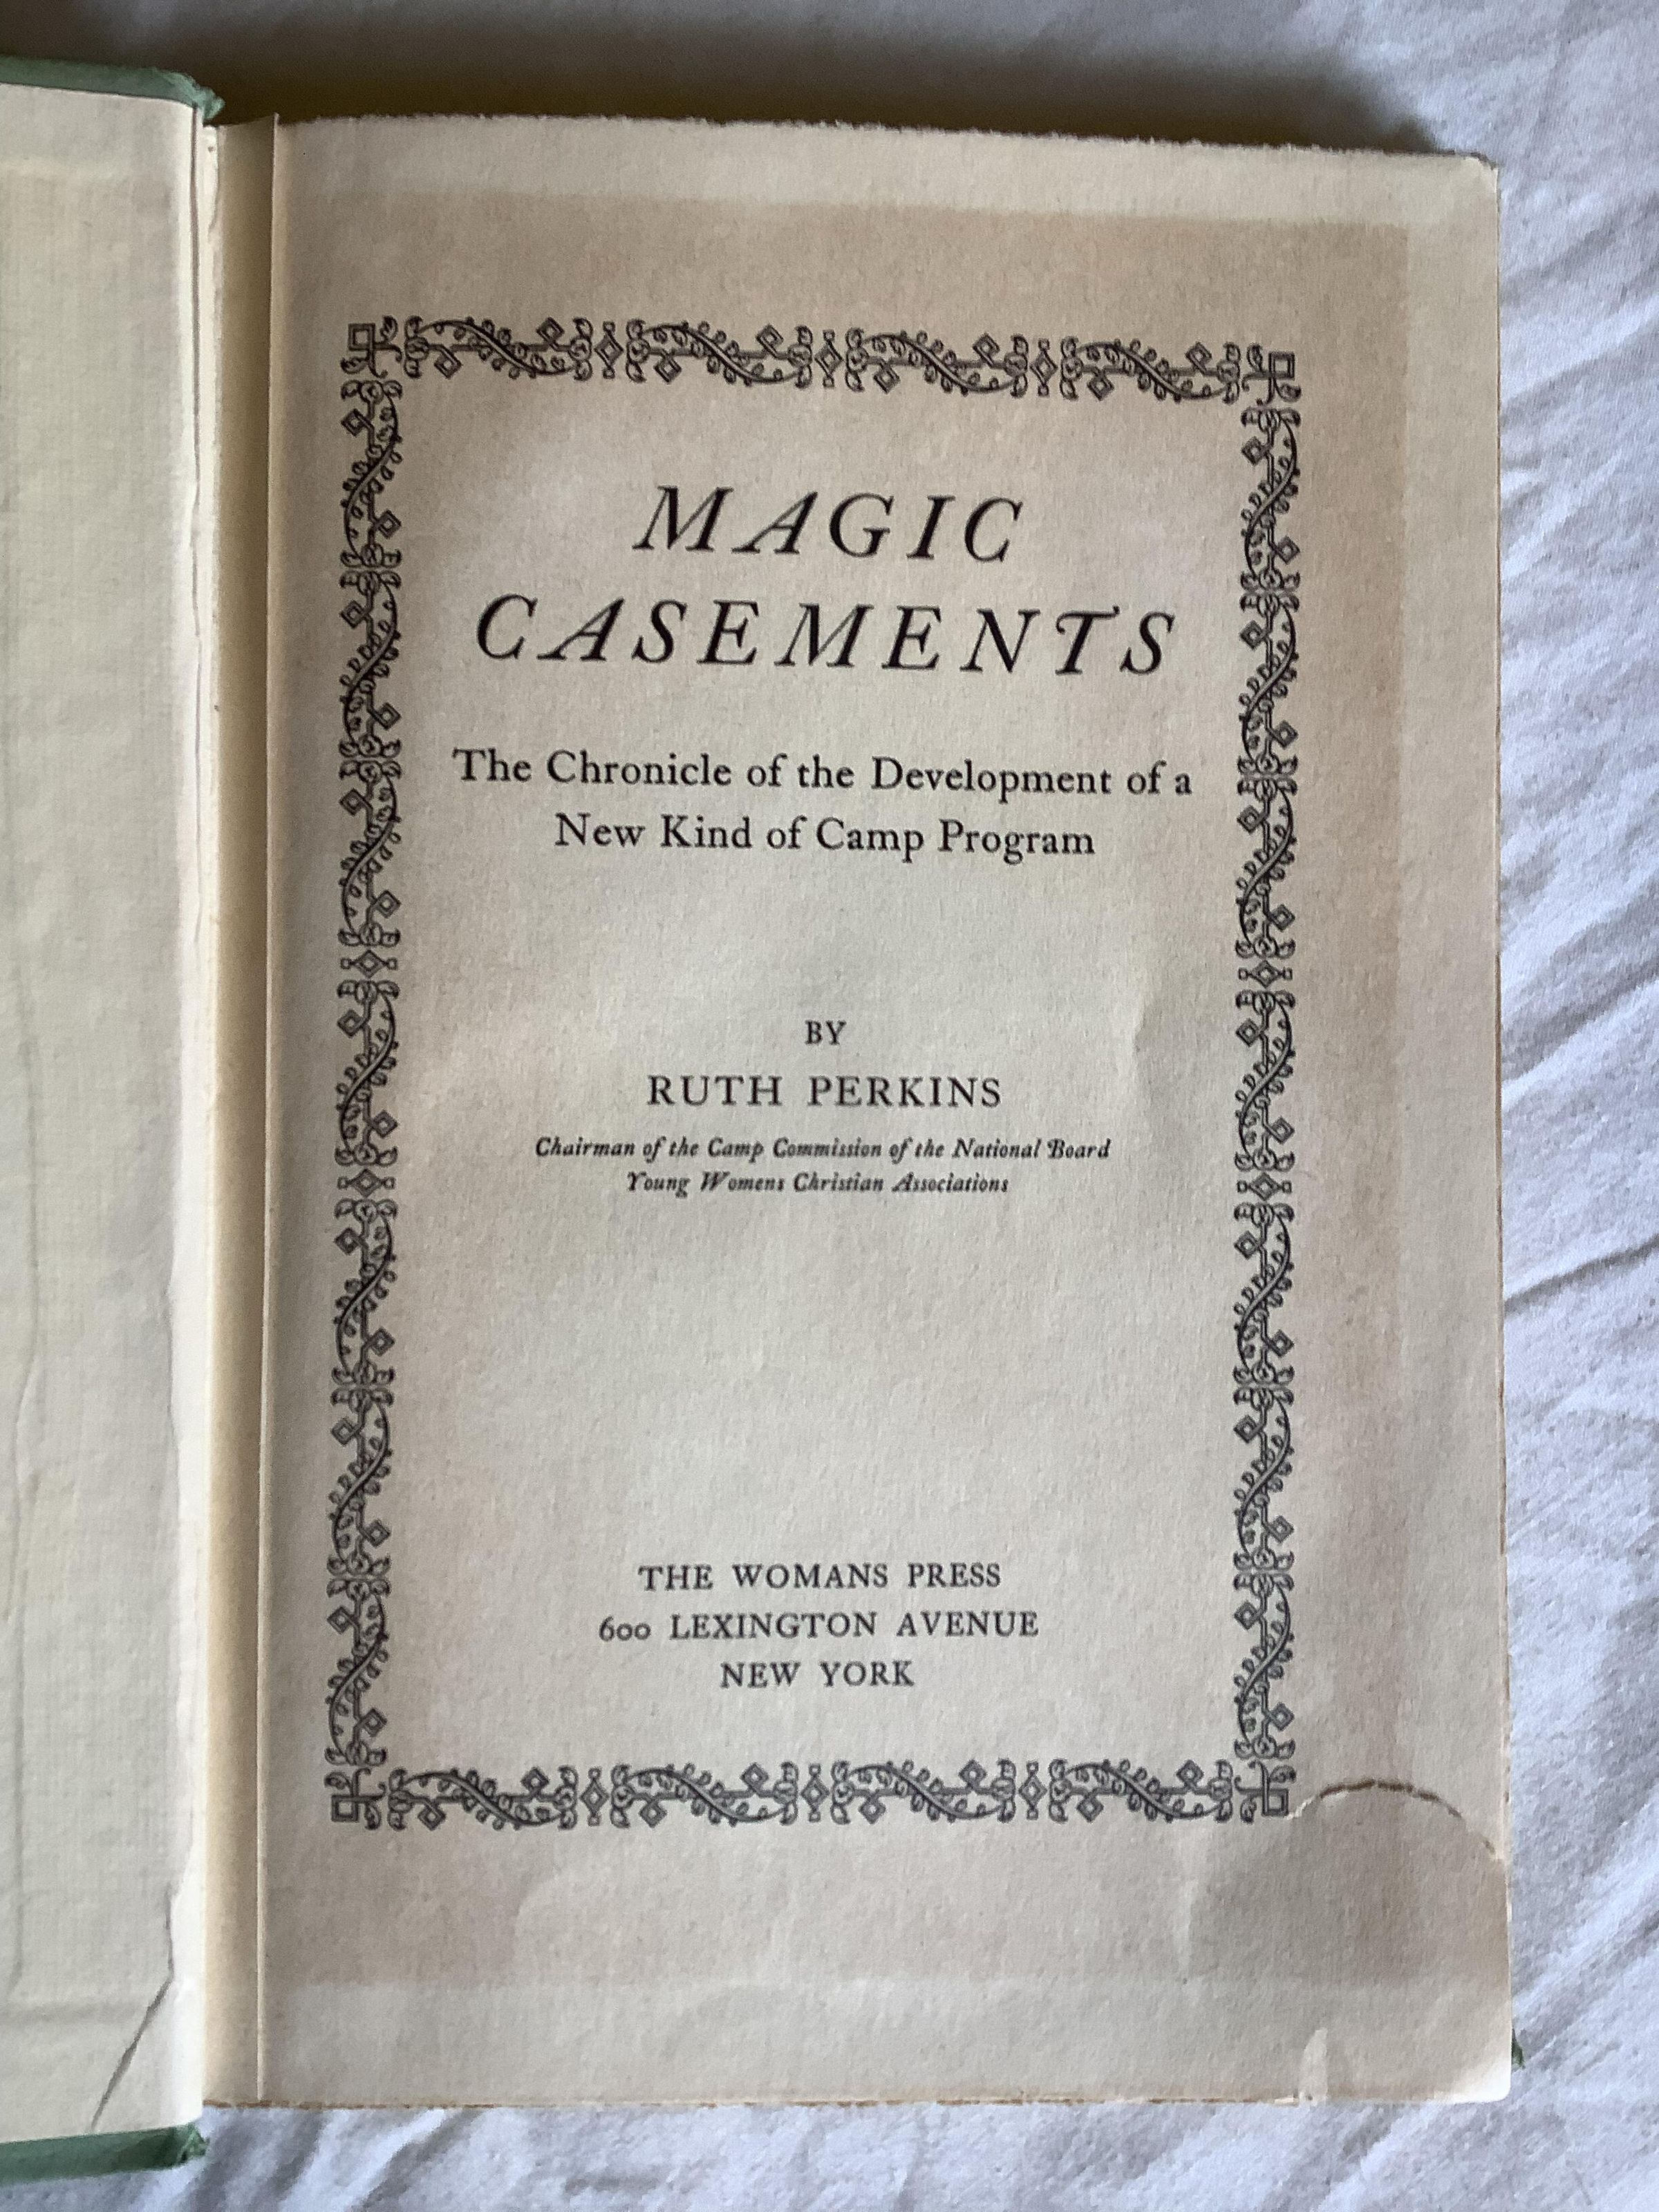 MAGIC
CASEMENTS
The Chronicle of the Development of a
New Kind of Camp Program
BY
RUTH PERKINS
Chairman of the Camp Commission of the National Board
Young Womens Christian Associations
THE WOMANS PRESS
600 LEXINGTON AVENUE
NEW YORK